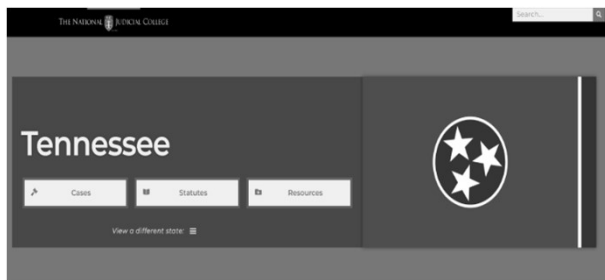 THE NATIONAL JUDICIAL COLLEGE
Search...
Tennessee
Cases
Statutes
Resources
View a different state: